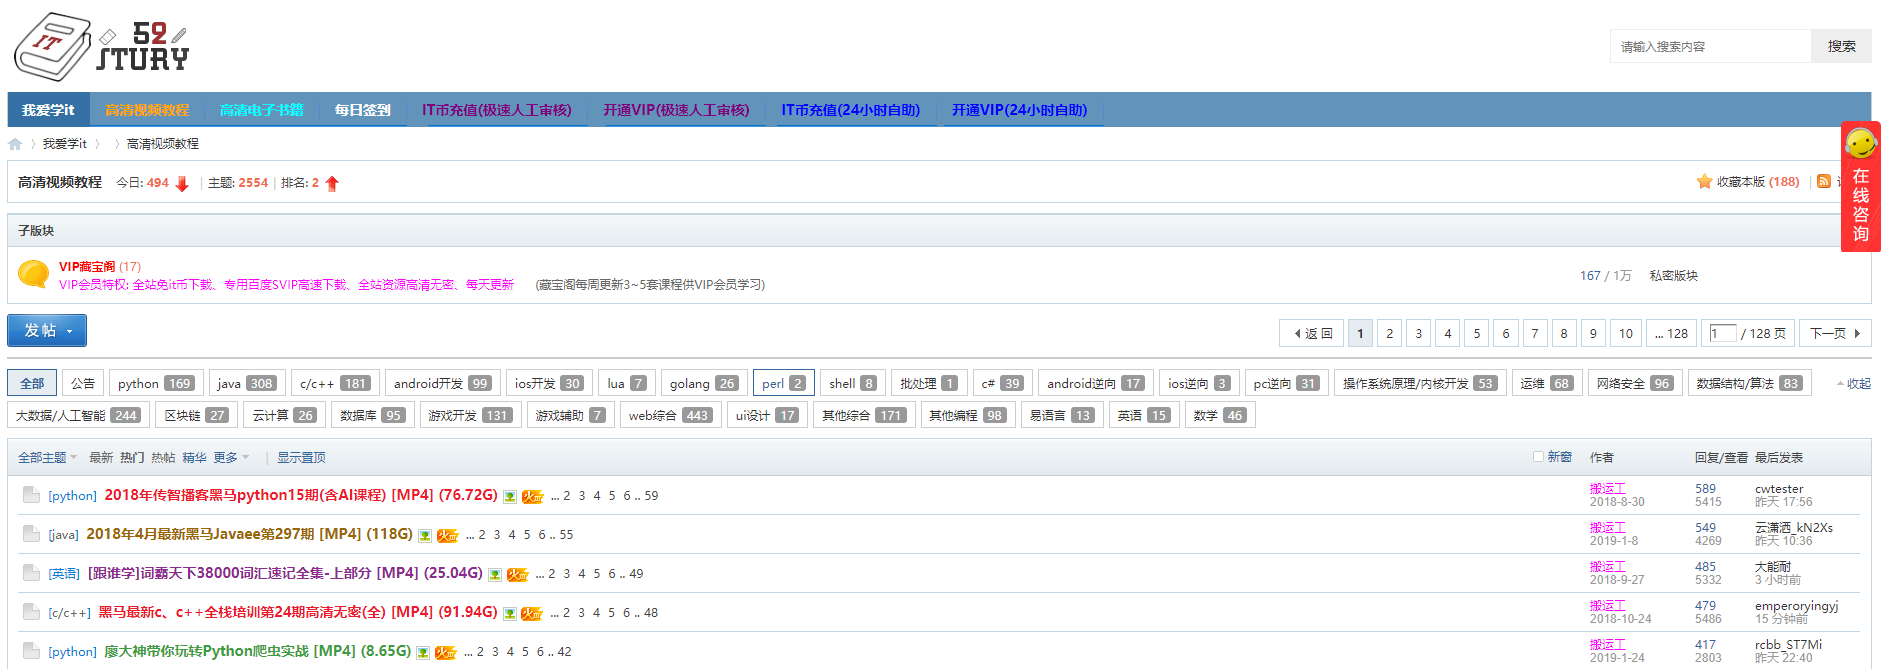 IT 52 STURY
请输入搜索内容 搜索
我爱学it 高清视频教程 高清电子书籍 每日签到 IT币充值(极速人工审核) 开通VIP(极速人工审核) IT币充值(24小时自助) 开通VIP(24小时自助)
我爱学it 〉 〉 高清视频教程
高清视频教程 今日: 494 | 主题: 2554 | 排名: 2 收藏本版 (188) |
在线咨询
子版块
VIP藏宝阁 (17)
VIP会员特权: 全站免it币下载、专用百度SVIP高速下载、全站资源高清无密、每天更新 (藏宝阁每周更新3~5套课程供VIP会员学习) 167 / 1万 私密版块
发帖 返回 1 2 3 4 5 6 7 8 9 10 ... 128 1 / 128 页 下一页
全部 公告 python 169 java 308 c/c++ 181 android开发 99 ios开发 30 lua 7 golang 26 perl 2 shell 8 批处理 1 c# 39 android逆向 17 ios逆向 3 pc逆向 31 操作系统原理/内核开发 53 运维 68 网络安全 96 数据结构/算法 83 收起
大数据/人工智能 244 区块链 27 云计算 26 数据库 95 游戏开发 131 游戏辅助 7 web综合 443 ui设计 17 其他综合 171 其他编程 98 易语言 13 英语 15 数学 46
全部主题 最新 热门 热帖 精华 更多 | 显示置顶 新窗 作者 回复/查看 最后发表
[python] 2018年传智播客黑马python15期(含AI课程) [MP4] (76.72G) 火 ... 2 3 4 5 6 .. 59 搬运工 589 cwtester
2018-8-30 5415 昨天 17:56
[java] 2018年4月最新黑马Javaee第297期 [MP4] (118G) 火 ... 2 3 4 5 6 .. 55 搬运工 549 云潇洒_kN2Xs
2019-1-8 4269 昨天 10:36
[英语] [跟谁学]词霸天下38000词汇速记全集-上部分 [MP4] (25.04G) 火 ... 2 3 4 5 6 .. 49 搬运工 485 大能耐
2018-9-27 5332 3 小时前
[c/c++] 黑马最新c、c++全栈培训第24期高清无密(全) [MP4] (91.94G) 火 ... 2 3 4 5 6 .. 48 搬运工 479 emperoryingyj
2018-10-24 5486 15 分钟前
[python] 廖大神带你玩转Python爬虫实战 [MP4] (8.65G) 火 ... 2 3 4 5 6 .. 42 搬运工 417 rcbb_ST7Mi
2019-1-24 2803 昨天 22:40